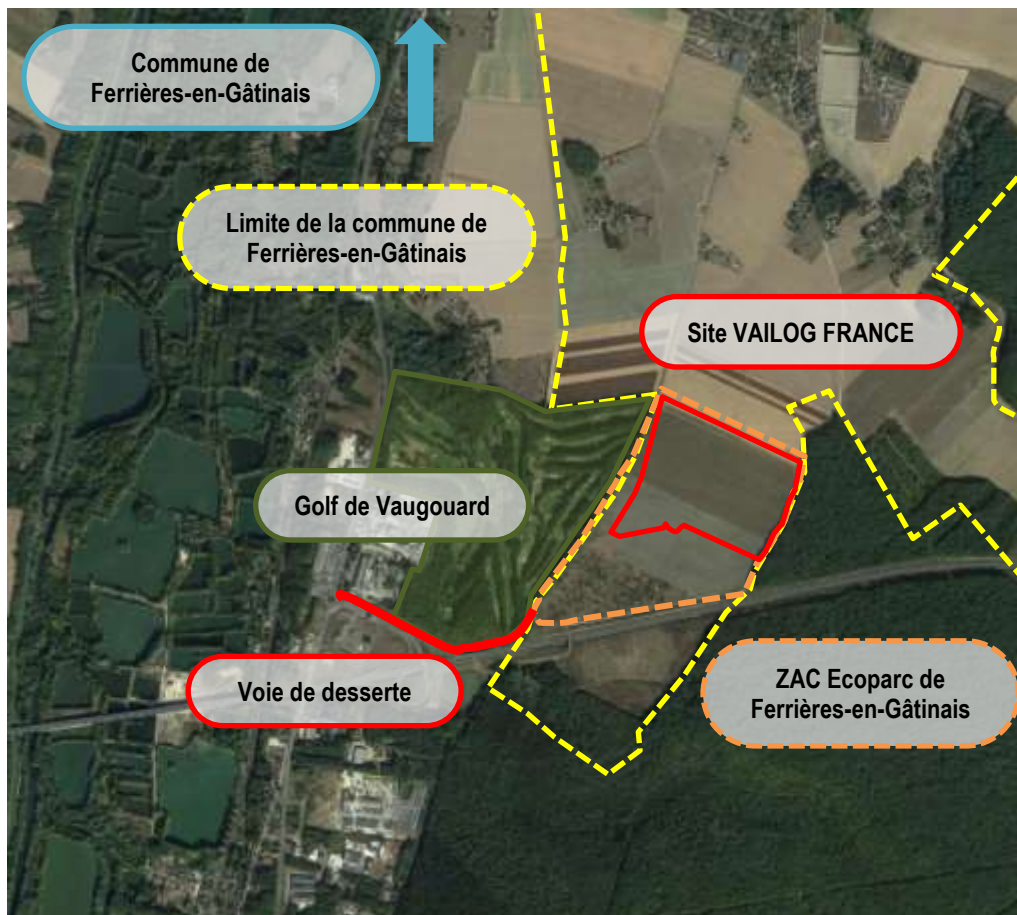 Commune de
Ferrières-en-Gâtinais
Limite de la commune de
Ferrières-en-Gâtinais
Site VAILOG FRANCE
Golf de Vaugouard
Voie de desserte
ZAC Ecoparc de
Ferrières-en-Gâtinais